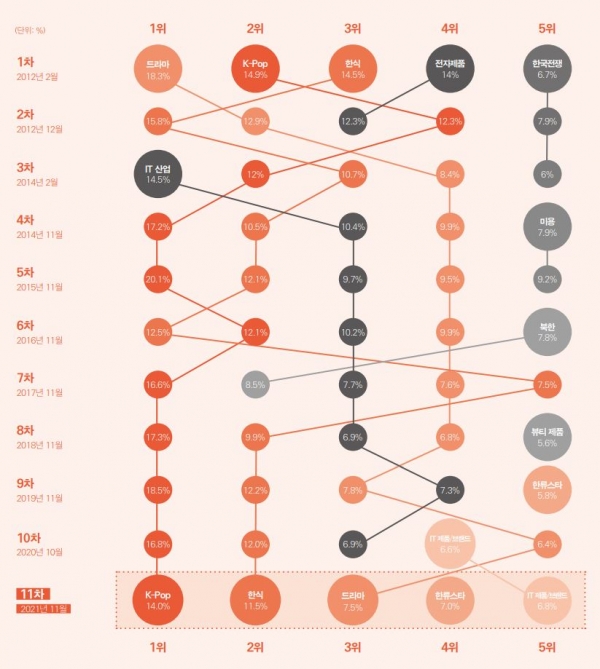 (단위: %)
1위 2위 3위 4위 5위
1차
2012년 2월
드라마
18.3%
K-Pop
14.9%
한식
14.5%
전자제품
14%
한국전쟁
6.7%
2차
2012년 12월
15.8% 12.9% 12.3% 12.3% 7.9%
3차
2014년 2월
IT 산업
14.5%
12% 10.7% 8.4% 6%
4차
2014년 11월
17.2% 10.5% 10.4% 9.9%
미용
7.9%
5차
2015년 11월
20.1% 12.1% 9.7% 9.5% 9.2%
6차
2016년 11월
12.5% 12.1% 10.2% 9.9%
북한
7.8%
7차
2017년 11월
16.6% 8.5% 7.7% 7.6% 7.5%
8차
2018년 11월
17.3% 9.9% 6.9% 6.8%
뷰티 제품
5.6%
9차
2019년 11월
18.5% 12.2% 7.8% 7.3%
한류스타
5.8%
10차
2020년 10월
16.8% 12.0% 6.9%
IT 제품/브랜드
6.8%
6.4%
11차
2021년 11월
K-Pop
14.0%
한식
11.5%
드라마
7.5%
한류스타
7.0%
IT 제품/브랜드
6.8%
1위 2위 3위 4위 5위